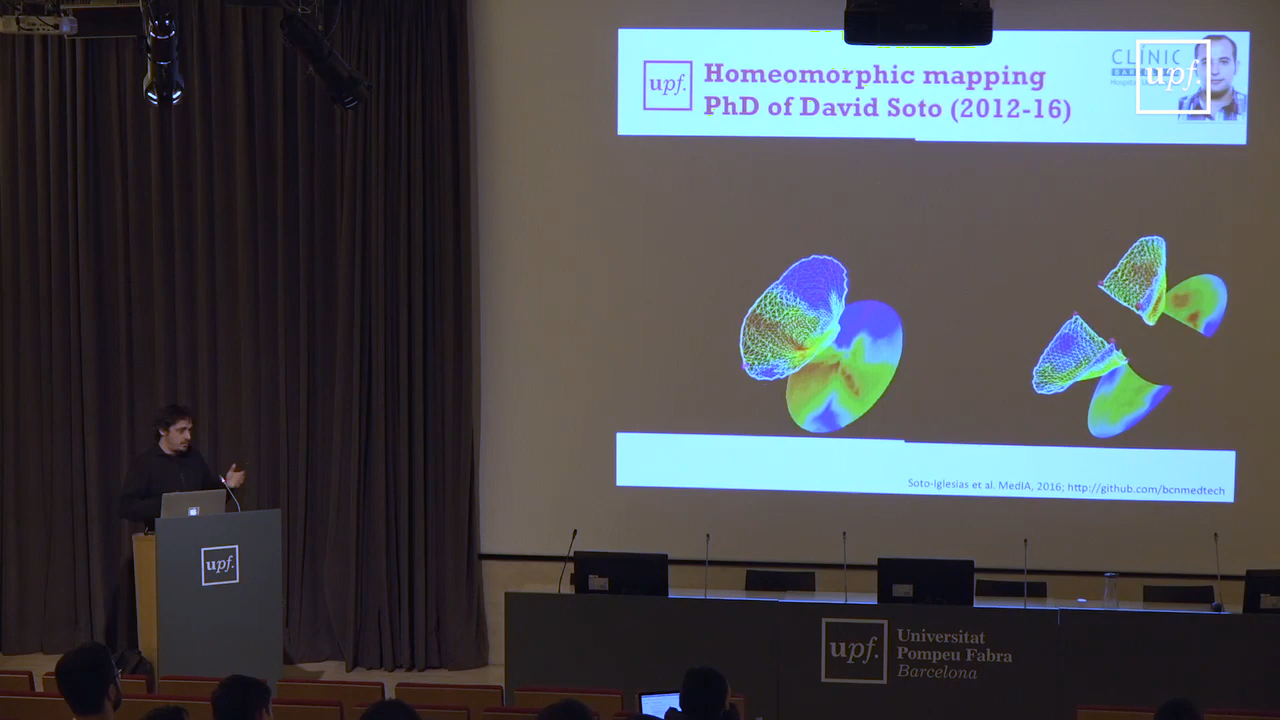 upf.
Homeomorphic mapping
PhD of David Soto (2012-16)
CLÍNIC
upf.
Soto-Iglesias et al. MedIA, 2016; http://github.com/bcnmedtech
upf.
upf.
Universitat
Pompeu Fabra
Barcelona